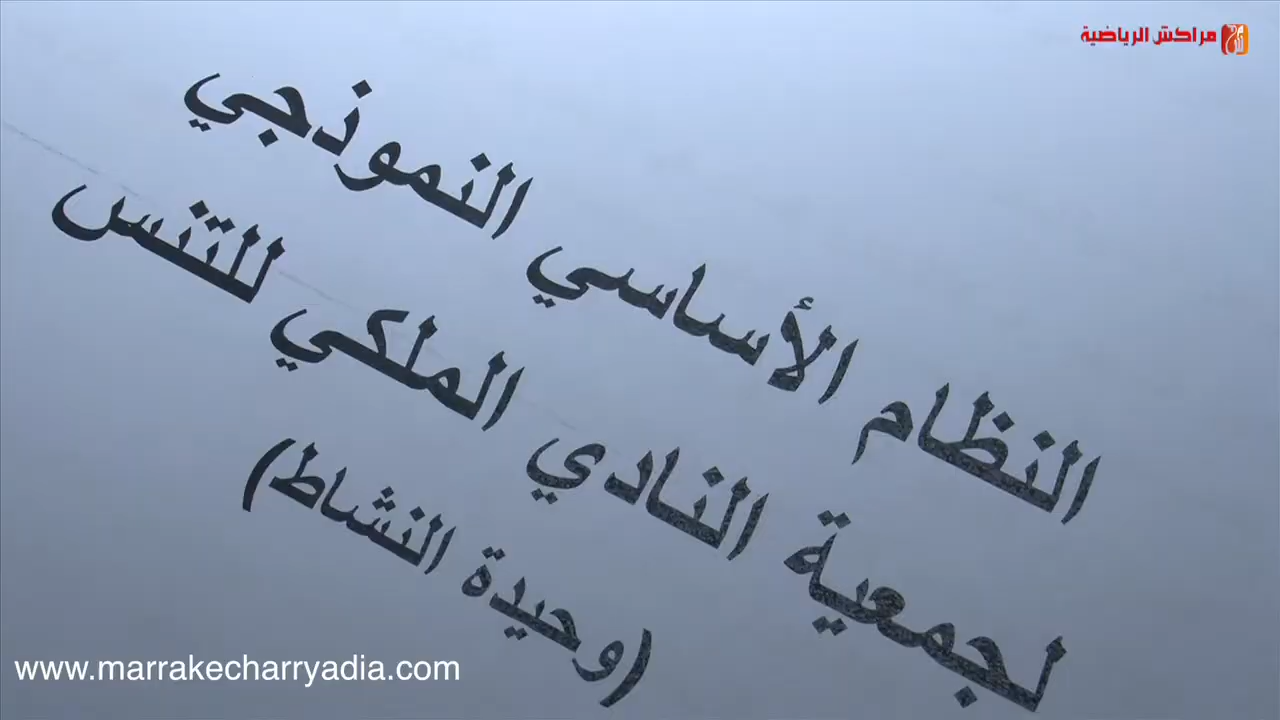 مراكش الرياضية
النظام الأساسي النموذجي
لجمعية النادي الملكي للتنس
(وحيدة النشاط)
www.marrakecharryadia.com